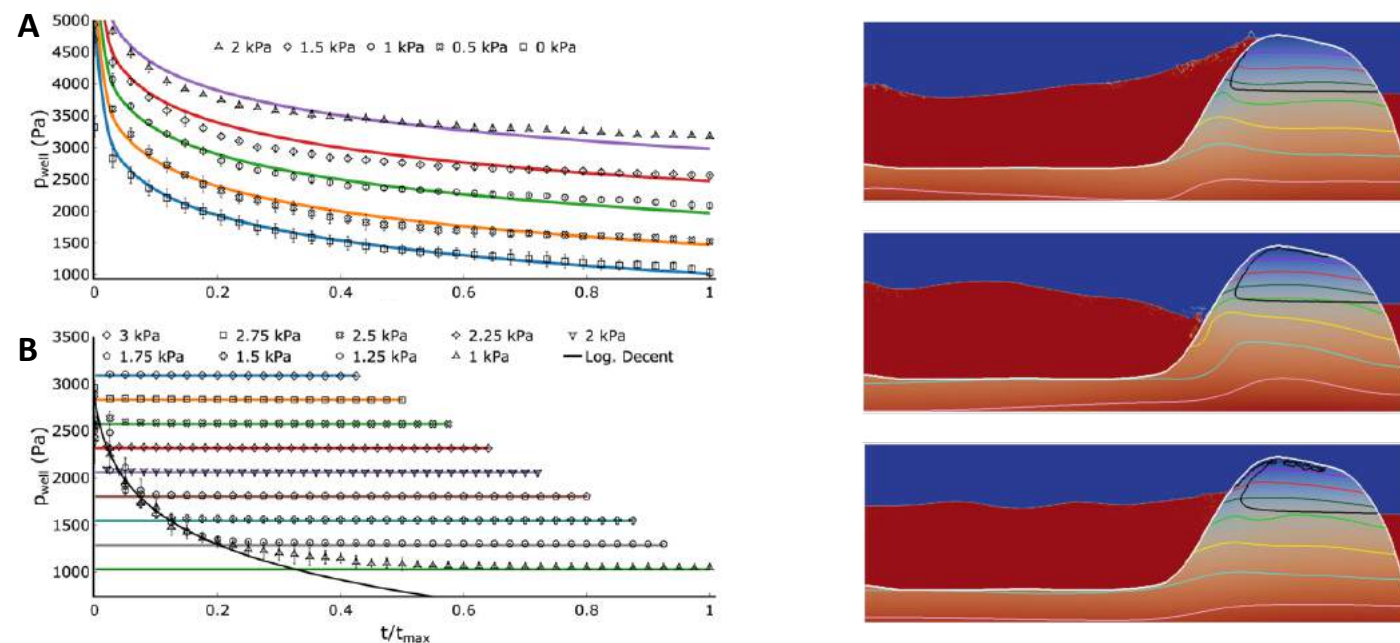 A
5000
4500
4000
3500
3000
2500
2000
1500
1000
p_well (Pa)
2 kPa 1.5 kPa 1 kPa 0.5 kPa 0 kPa
0 0.2 0.4 0.6 0.8 1
B
3500
3000
2500
2000
1500
1000
p_well (Pa)
3 kPa 2.75 kPa 2.5 kPa 2.25 kPa 2 kPa
1.75 kPa 1.5 kPa 1.25 kPa 1 kPa Log. Decent
0 0.2 0.4 0.6 0.8 1
t/t_max